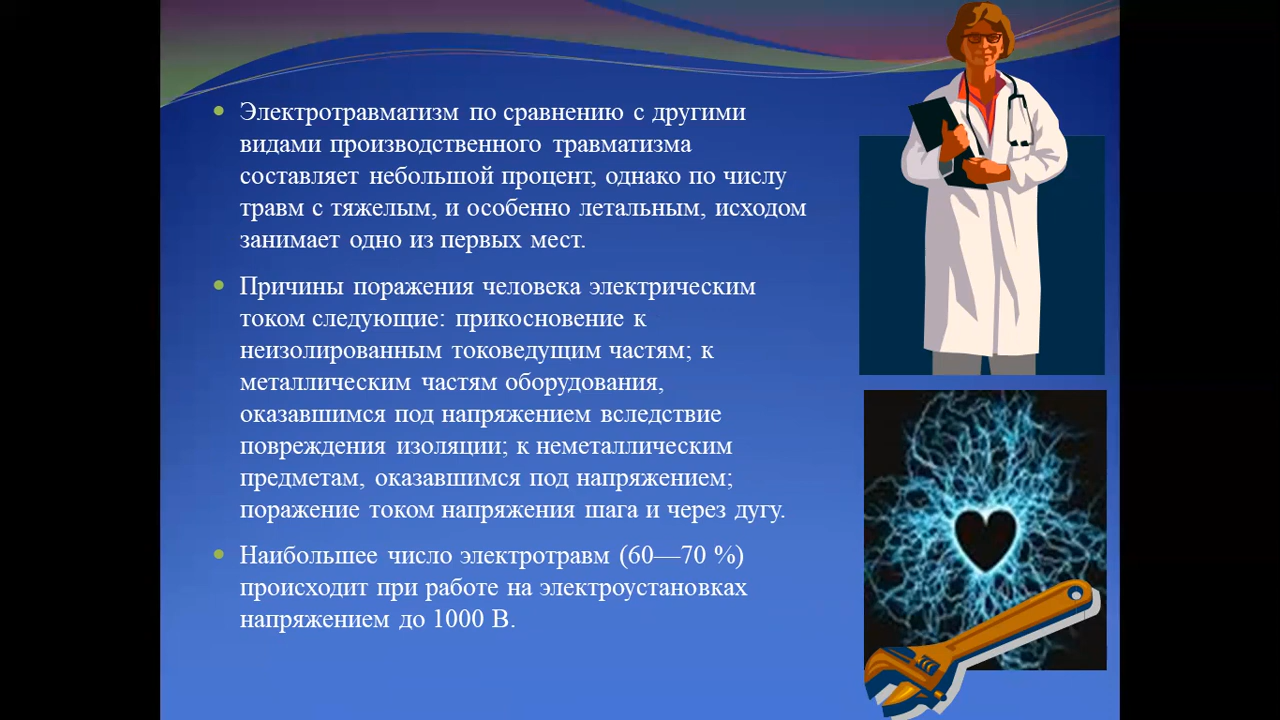 Электротравматизм по сравнению с другими
видами производственного травматизма
составляет небольшой процент, однако по числу
травм с тяжелым, и особенно летальным, исходом
занимает одно из первых мест.
Причины поражения человека электрическим
током следующие: прикосновение к
неизолированным токоведущим частям; к
металлическим частям оборудования,
оказавшимся под напряжением вследствие
повреждения изоляции; к неметаллическим
предметам, оказавшимся под напряжением;
поражение током напряжения шага и через дугу.
Наибольшее число электротравм (60—70 %)
происходит при работе на электроустановках
напряжением до 1000 В.